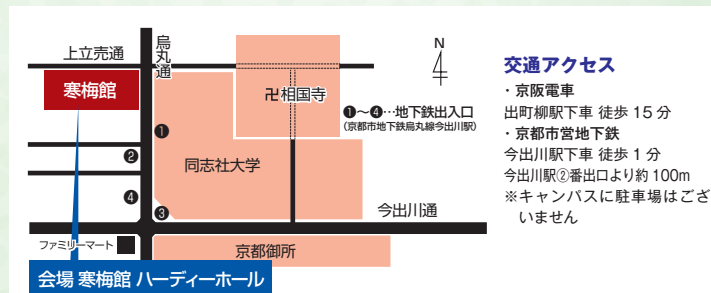 上立売通
烏丸通
N
寒梅館
卍相国寺
❶～❹…地下鉄出入口
(京都市地下鉄烏丸線今出川駅)
❶
❷
同志社大学
❹
❸
今出川通
ファミリーマート
京都御所
会場 寒梅館 ハーディーホール
交通アクセス
・京阪電車
出町柳駅下車 徒歩 15 分
・京都市営地下鉄
今出川駅下車 徒歩 1 分
今出川駅②番出口より約 100m
※キャンパスに駐車場はござ
いません